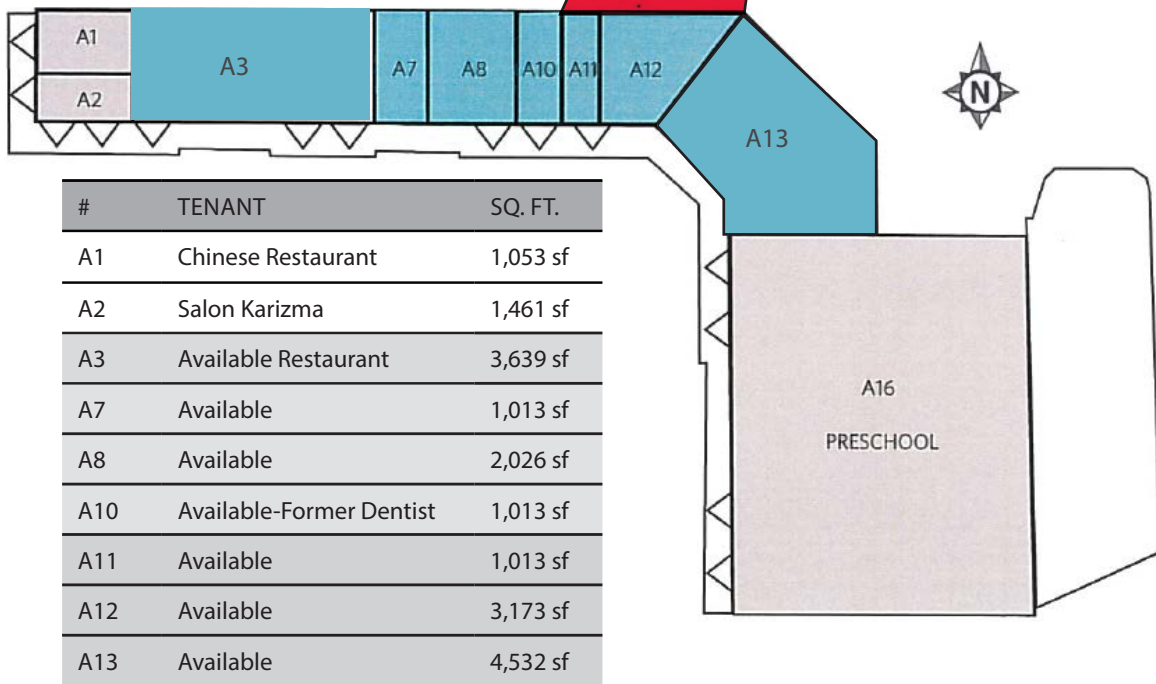 A1
A2
A3
A7
A8
A10
A11
A12
N
A13
# TENANT SQ. FT.
A1 Chinese Restaurant 1,053 sf
A2 Salon Karizma 1,461 sf
A3 Available Restaurant 3,639 sf
A7 Available 1,013 sf
A8 Available 2,026 sf
A10 Available-Former Dentist 1,013 sf
A11 Available 1,013 sf
A12 Available 3,173 sf
A13 Available 4,532 sf
A16
PRESCHOOL